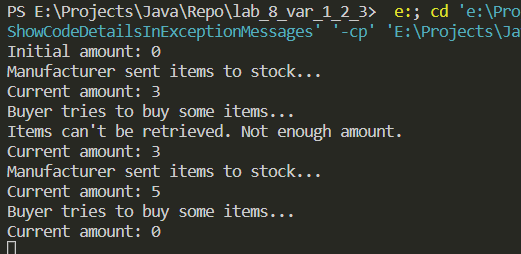 PS E:\Projects\Java\Repo\lab_8_var_1_2_3>  e:; cd 'e:\Pro
ShowCodeDetailsInExceptionMessages' '-cp' 'E:\Projects\Ja
Initial amount: 0
Manufacturer sent items to stock...
Current amount: 3
Buyer tries to buy some items...
Items can't be retrieved. Not enough amount.
Current amount: 3
Manufacturer sent items to stock...
Current amount: 5
Buyer tries to buy some items...
Current amount: 0